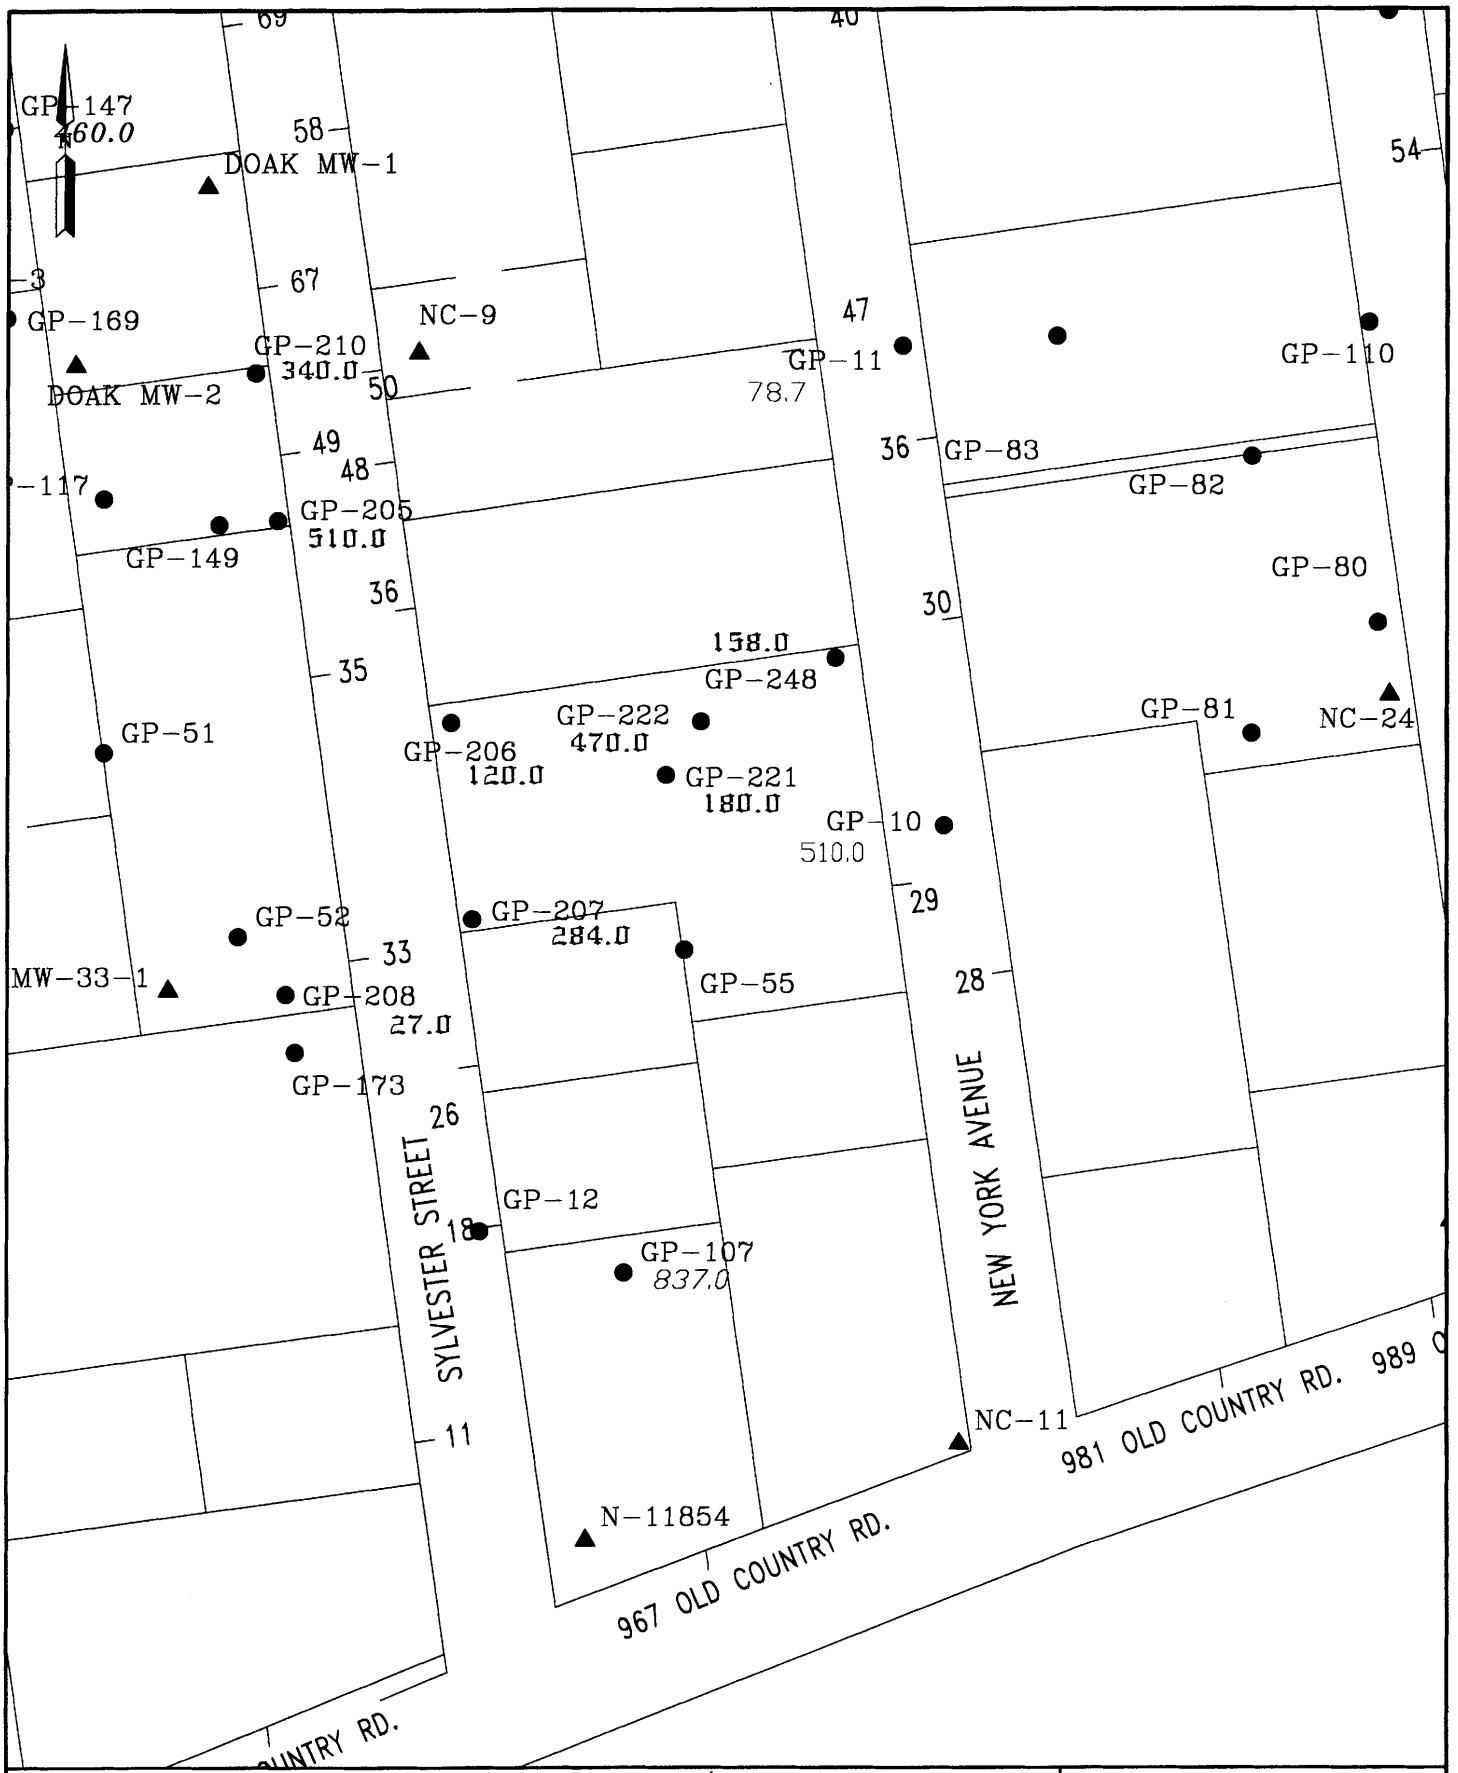 69
40
GP-147
460.0
N
58
DOAK MW-1
54
-3
67
GP-169
NC-9
47
GP-210
340.0
GP-11
GP-110
78.7
DOAK MW-2
50
49
48
36
GP-83
GP-82
-117
GP-205
510.0
GP-149
GP-80
36
30
35
158.0
GP-248
GP-222
470.0
GP-81
NC-24
GP-51
GP-206
120.0
GP-221
180.0
GP-10
510.0
29
GP-52
GP-207
284.0
33
MW-33-1
GP-55
28
GP-208
27.0
GP-173
26
SYLVESTER STREET
NEW YORK AVENUE
GP-12
18
GP-107
837.0
11
NC-11
989 O
981 OLD COUNTRY RD.
N-11854
967 OLD COUNTRY RD.
OUNTRY RD.